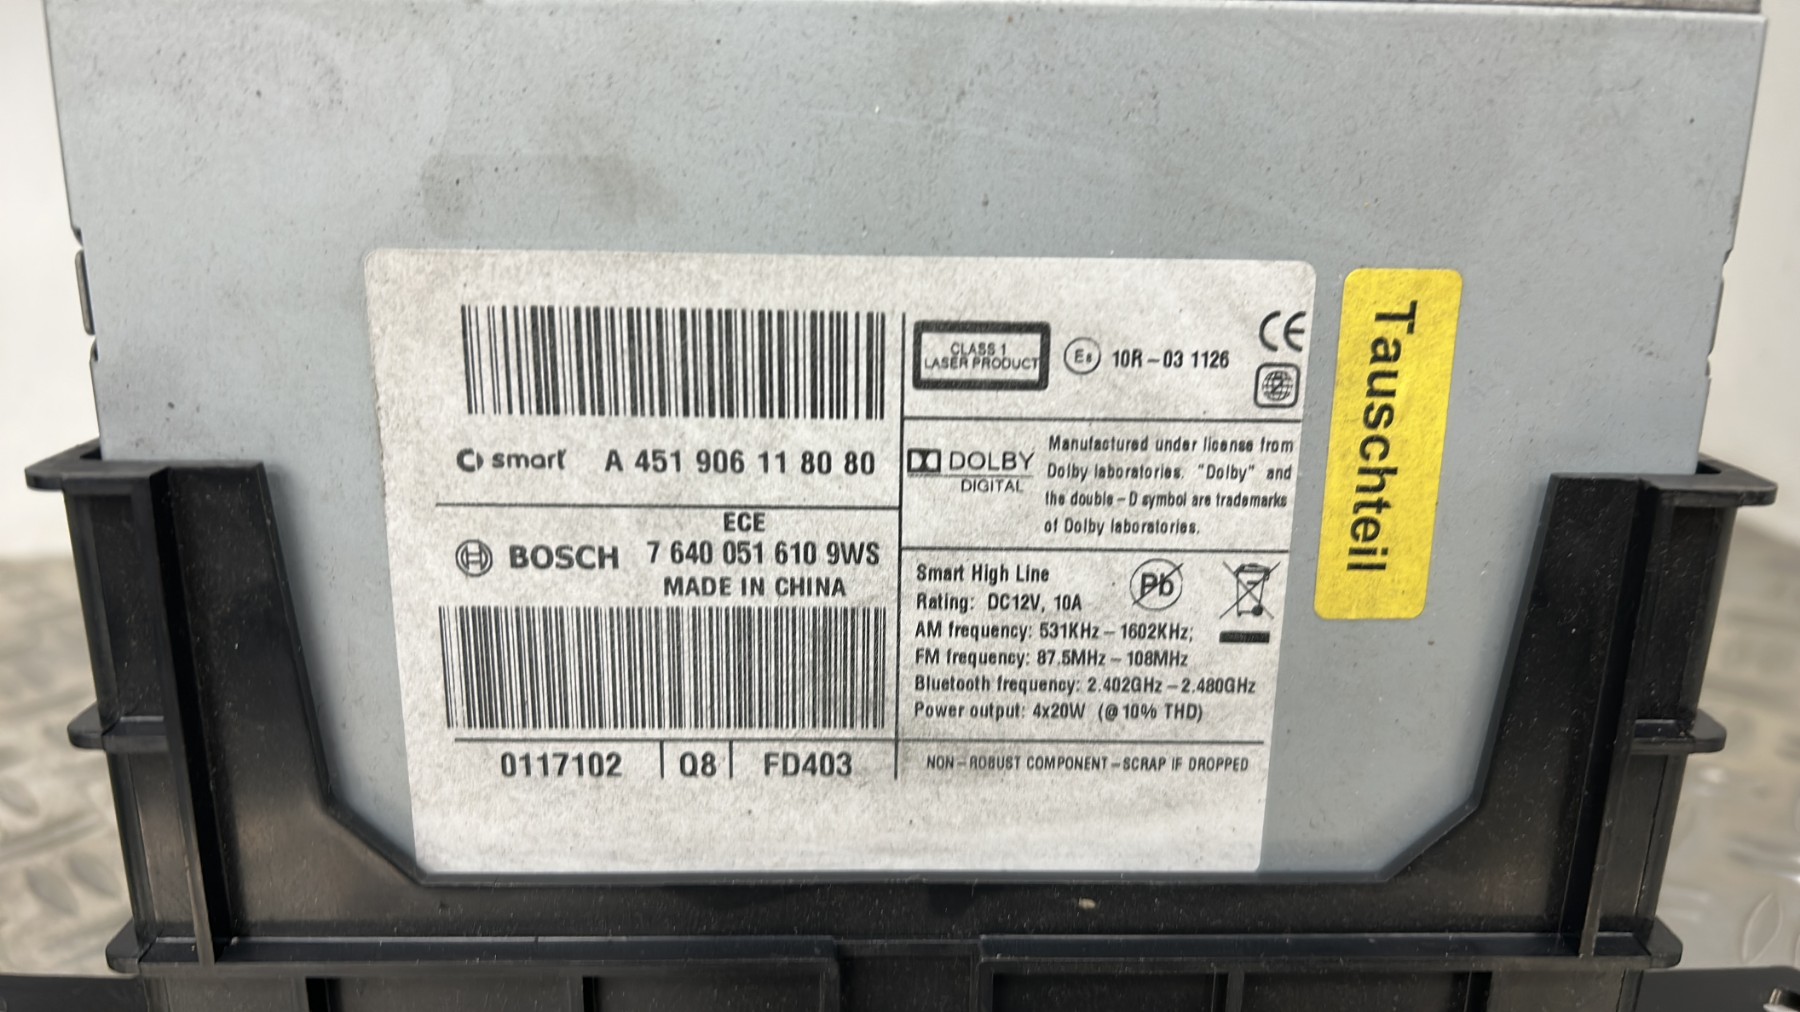 smart A 451 906 11 80 80
ECE
BOSCH 7 640 051 610 9WS
MADE IN CHINA
0117102 Q8 FD403
CLASS 1
LASER PRODUCT
10R-03 1126
CE
DOLBY
DIGITAL
Manufactured under license from
Dolby laboratories. "Dolby" and
the double-D symbol are trademarks
of Dolby laboratories.
Smart High Line
Rating: DC12V, 10A
Pb
AM frequency: 531KHz-1602KHz;
FM frequency: 87.5MHz-108MHz
Bluetooth frequency: 2.402GHz-2.480GHz
Power output: 4x20W (@10% THD)
NON-ROBUST COMPONENT-SCRAP IF DROPPED
Tauschteil